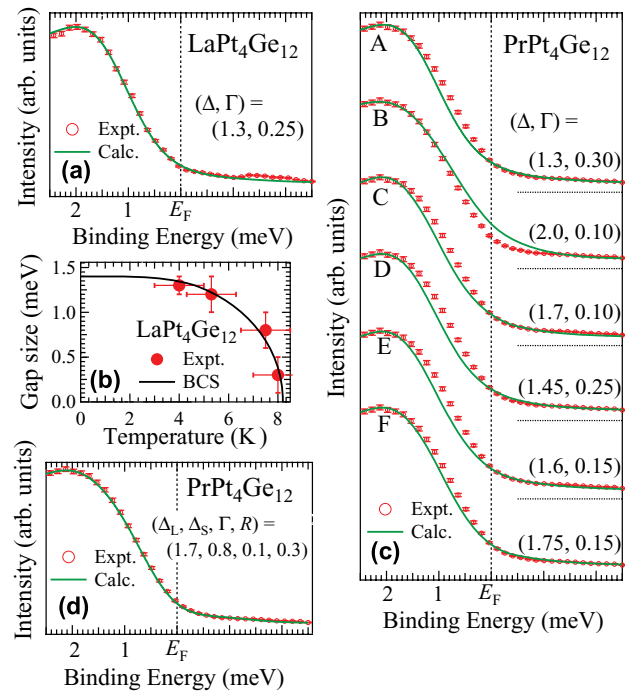 (a)
LaPt4Ge12
(Δ, Γ) =
(1.3, 0.25)
Expt.
Calc.
Intensity (arb. units)
2 1 EF
Binding Energy (meV)
Gap size (meV)
1.5
1.0
0.5
0.0
LaPt4Ge12
Expt.
BCS
(b)
0 2 4 6 8
Temperature (K )
PrPt4Ge12
(ΔL, ΔS, Γ, R) =
(1.7, 0.8, 0.1, 0.3)
Expt.
Calc.
(d)
Intensity (arb. units)
2 1 EF
Binding Energy (meV)
A
PrPt4Ge12
(Δ, Γ) =
(1.3, 0.30)
B
(2.0, 0.10)
C
(1.7, 0.10)
D
(1.45, 0.25)
E
(1.6, 0.15)
F
(1.75, 0.15)
Expt.
Calc.
(c)
Intensity (arb. units)
2 1 EF
Binding Energy (meV)